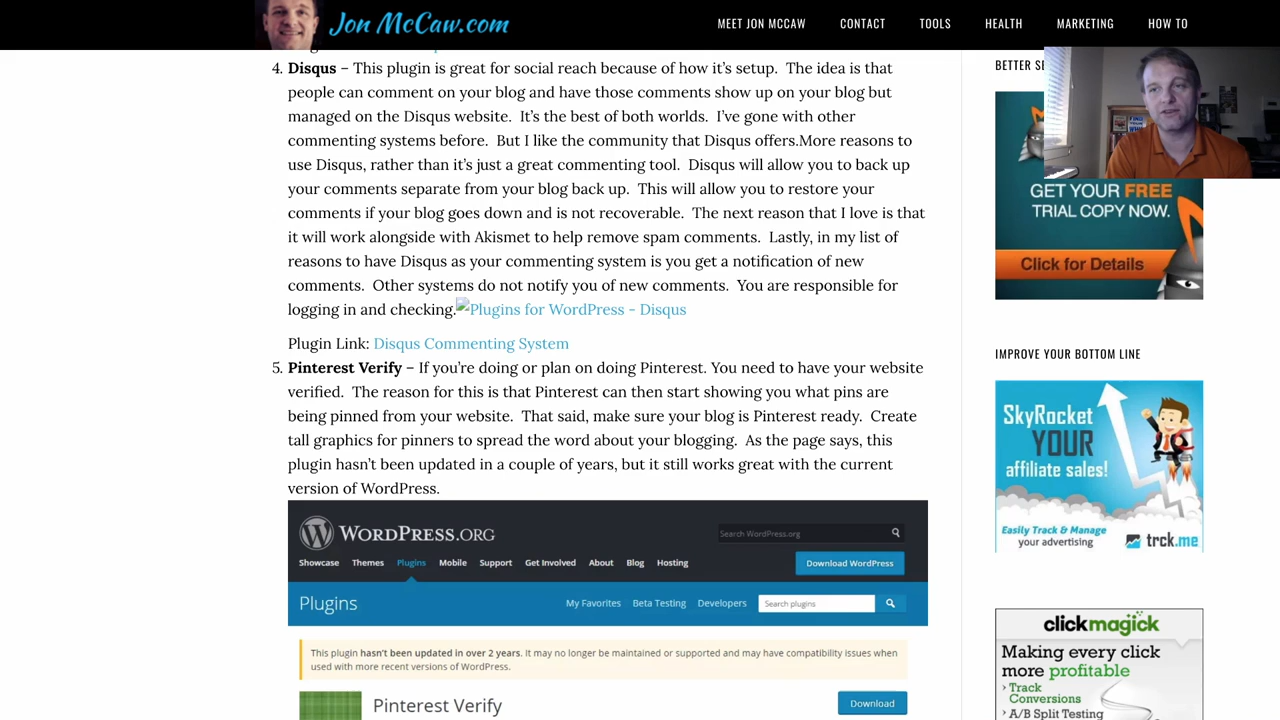 Jon McCaw.com
MEET JON MCCAW CONTACT TOOLS HEALTH MARKETING HOW TO
4. Disqus – This plugin is great for social reach because of how it's setup. The idea is that
people can comment on your blog and have those comments show up on your blog but
managed on the Disqus website. It's the best of both worlds. I've gone with other
commenting systems before. But I like the community that Disqus offers.More reasons to
use Disqus, rather than it's just a great commenting tool. Disqus will allow you to back up
your comments separate from your blog back up. This will allow you to restore your
comments if your blog goes down and is not recoverable. The next reason that I love is that
it will work alongside with Akismet to help remove spam comments. Lastly, in my list of
reasons to have Disqus as your commenting system is you get a notification of new
comments. Other systems do not notify you of new comments. You are responsible for
logging in and checking. Plugins for WordPress - Disqus
Plugin Link: Disqus Commenting System
5. Pinterest Verify – If you're doing or plan on doing Pinterest. You need to have your website
verified. The reason for this is that Pinterest can then start showing you what pins are
being pinned from your website. That said, make sure your blog is Pinterest ready. Create
tall graphics for pinners to spread the word about your blogging. As the page says, this
plugin hasn't been updated in a couple of years, but it still works great with the current
version of WordPress.
WORDPRESS.ORG
Search WordPress.org
Showcase Themes Plugins Mobile Support Get Involved About Blog Hosting
Download WordPress
Plugins
My Favorites Beta Testing Developers Search plugins
This plugin hasn't been updated in over 2 years. It may no longer be maintained or supported and may have compatibility issues when
used with more recent versions of WordPress.
Pinterest Verify
Download
BETTER SE
GET YOUR FREE
TRIAL COPY NOW.
Click for Details
IMPROVE YOUR BOTTOM LINE
SkyRocket
YOUR
affiliate sales!
Easily Track & Manage
your advertising
trck.me
clickmagick
Making every click
more profitable
› Track
Conversions
› A/B Split Testing